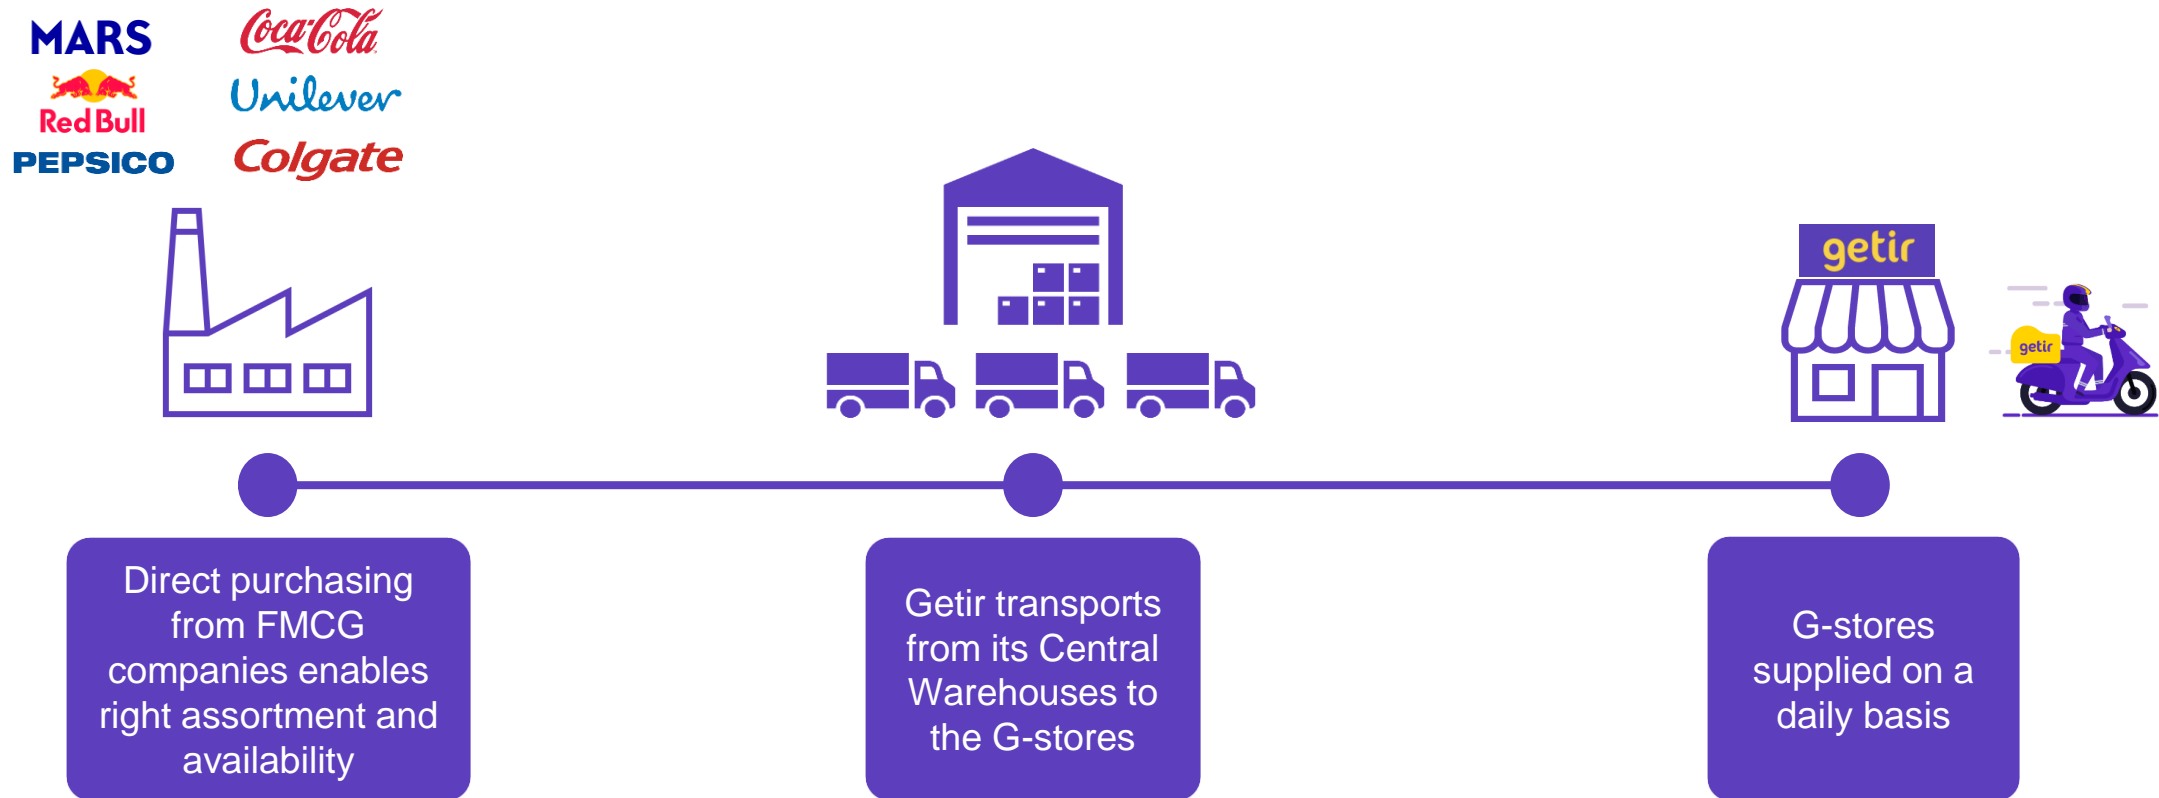 MARS
Coca-Cola
Red Bull
Unilever
PEPSICO
Colgate
getir
getir
Direct purchasing
from FMCG
companies enables
right assortment and
availability
Getir transports
from its Central
Warehouses to
the G-stores
G-stores
supplied on a
daily basis